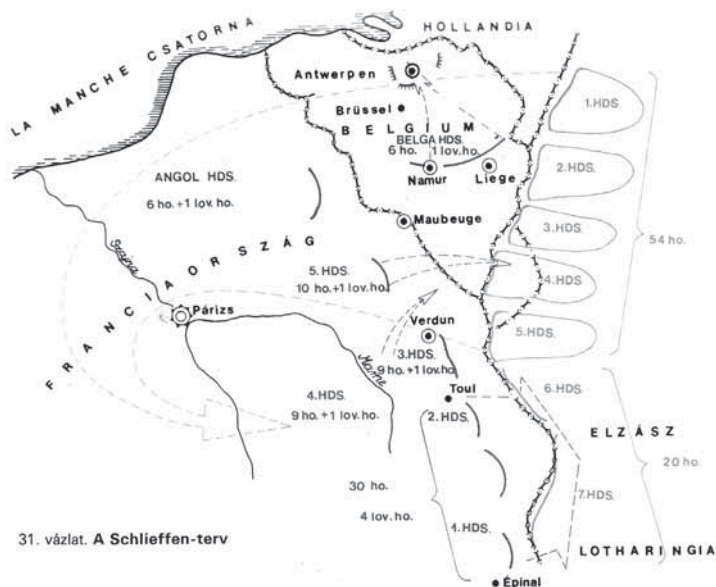 LA MANCHE CSATORNA
HOLLANDIA
Antwerpen
Brüssel
BELGIUM
BELGA HDS.
6 ho. 1 lov. ho.
Namur
Liege
Maubeuge
ANGOL HDS.
6 ho. + 1 lov. ho.
FRANCIAORSZÁG
Szajna
Párizs
5. HDS.
10 ho. + 1 lov. ho.
Verdun
3. HDS.
9 ho. + 1 lov. ho.
Marne
4. HDS.
9 ho. + 1 lov. ho.
Toul
2. HDS.
30 ho.
4 lov. ho.
1. HDS.
Épinal
1. HDS.
2. HDS.
3. HDS.
4. HDS.
5. HDS.
54 ho.
6. HDS.
ELZÁSZ
20 ho.
7. HDS.
LOTHARINGIA
31. vázlat. A Schlieffen-terv